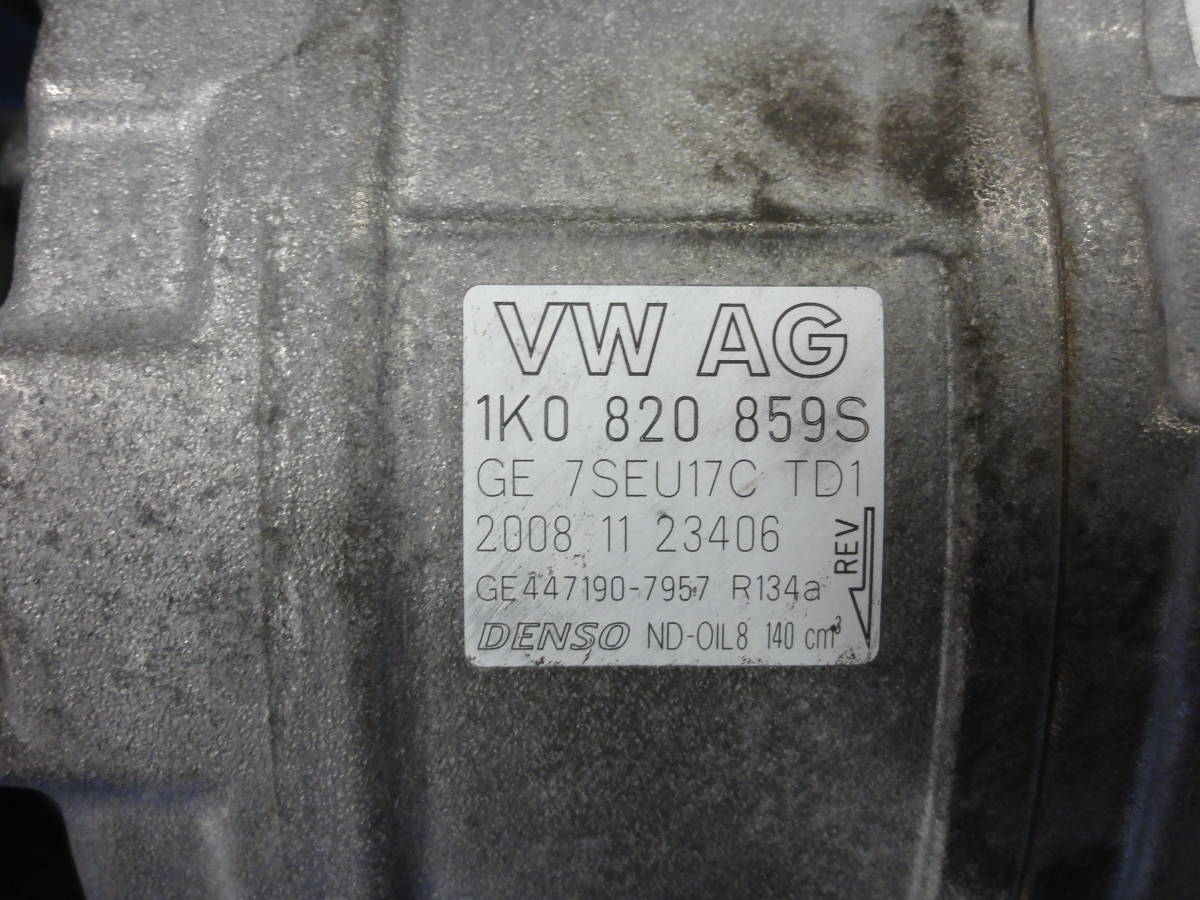 VW AG
1K0 820 859S
GE 7SEU17C TD1
2008 11 23406
GE447190-7957 R134a
DENSO ND-OIL8 140 cm³
REV